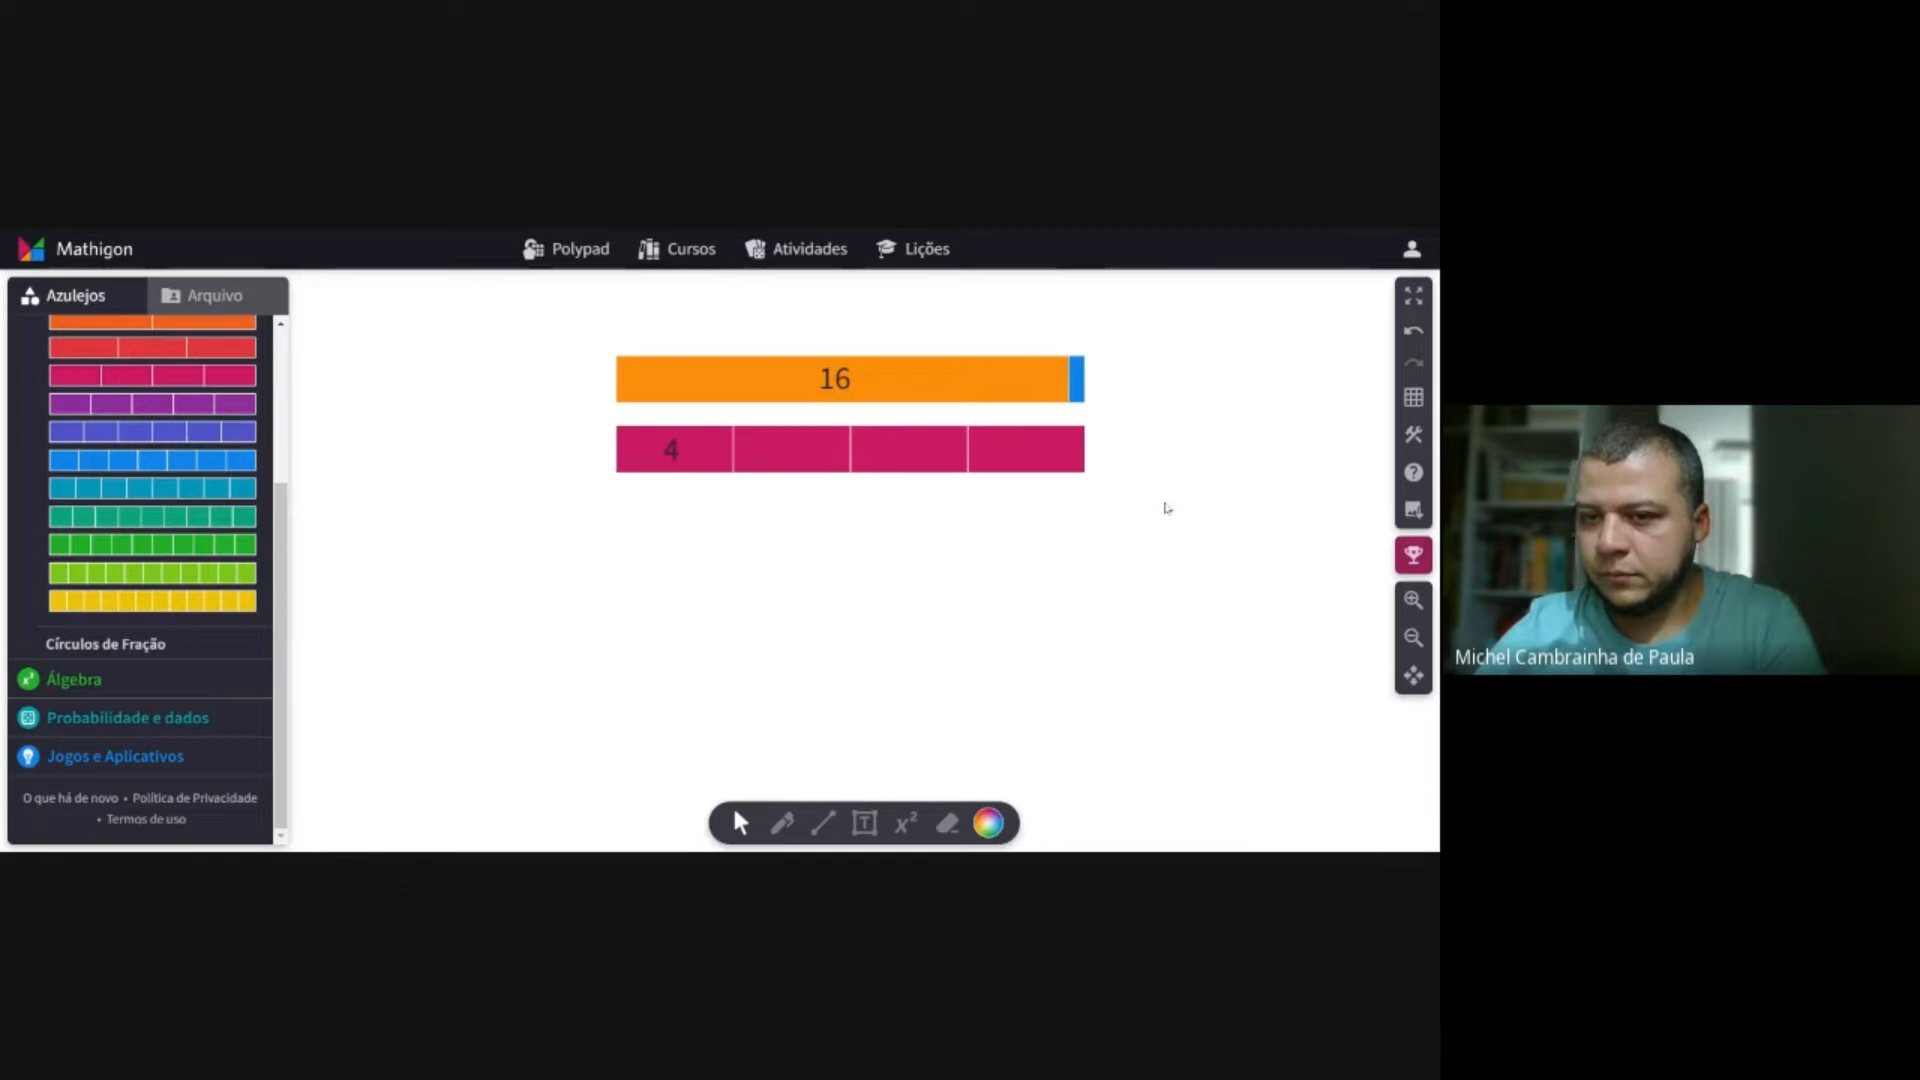 Mathigon
Polypad
Cursos
Atividades
Lições
Azulejos
Arquivo
16
4
Círculos de Fração
Álgebra
Probabilidade e dados
Jogos e Aplicativos
O que há de novo • Política de Privacidade
• Termos de uso
T
x²
Michel Cambrainha de Paula